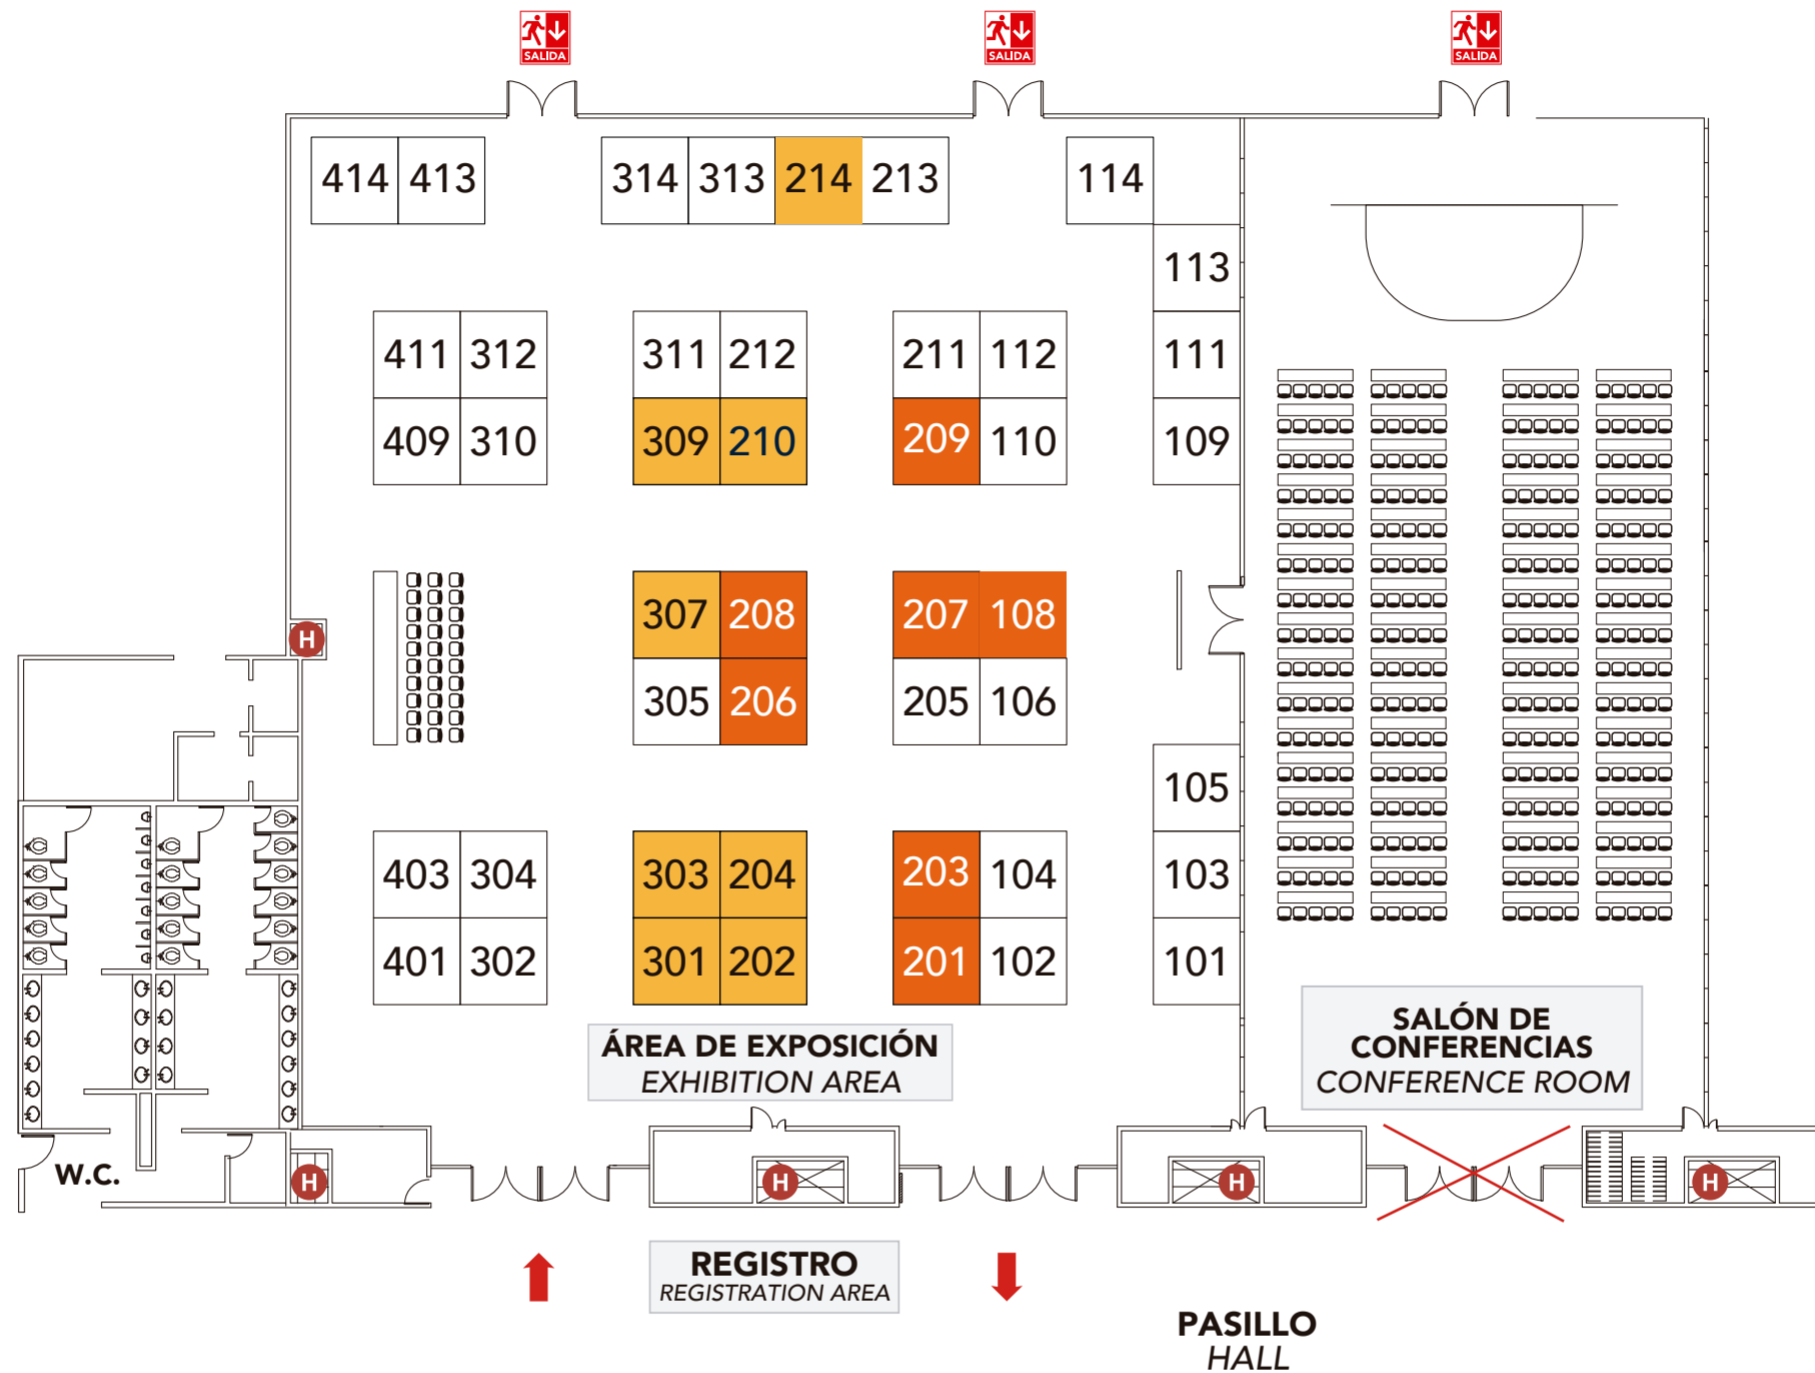 SALIDA
SALIDA
SALIDA
414 413 314 313 214 213 114
113
411 312 311 212 211 112 111
409 310 309 210 209 110 109
307 208 207 108
H
305 206 205 106
105
403 304 303 204 203 104 103
401 302 301 202 201 102 101
ÁREA DE EXPOSICIÓN
EXHIBITION AREA
SALÓN DE
CONFERENCIAS
CONFERENCE ROOM
W.C.
H H H H
REGISTRO
REGISTRATION AREA
PASILLO
HALL